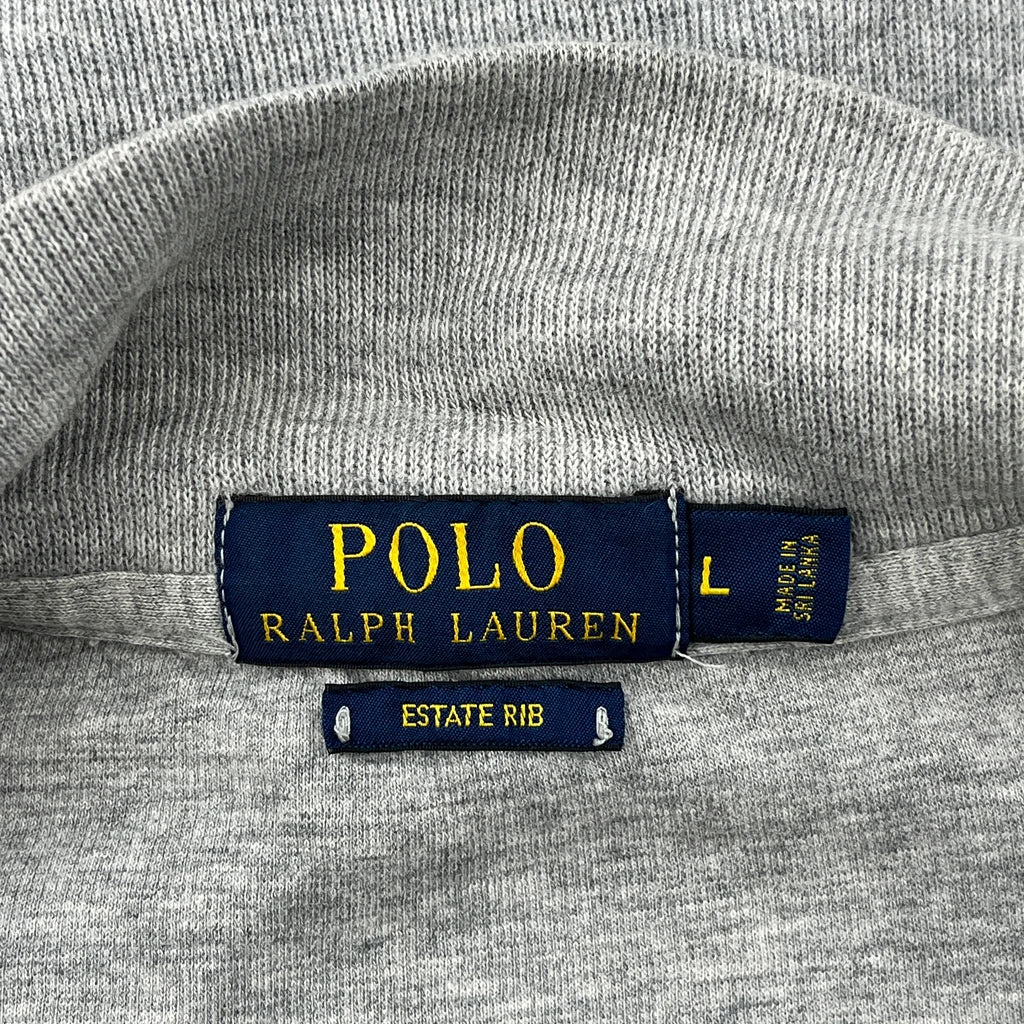 POLO
RALPH LAUREN
L
MADE IN
SRI LANKA
ESTATE RIB